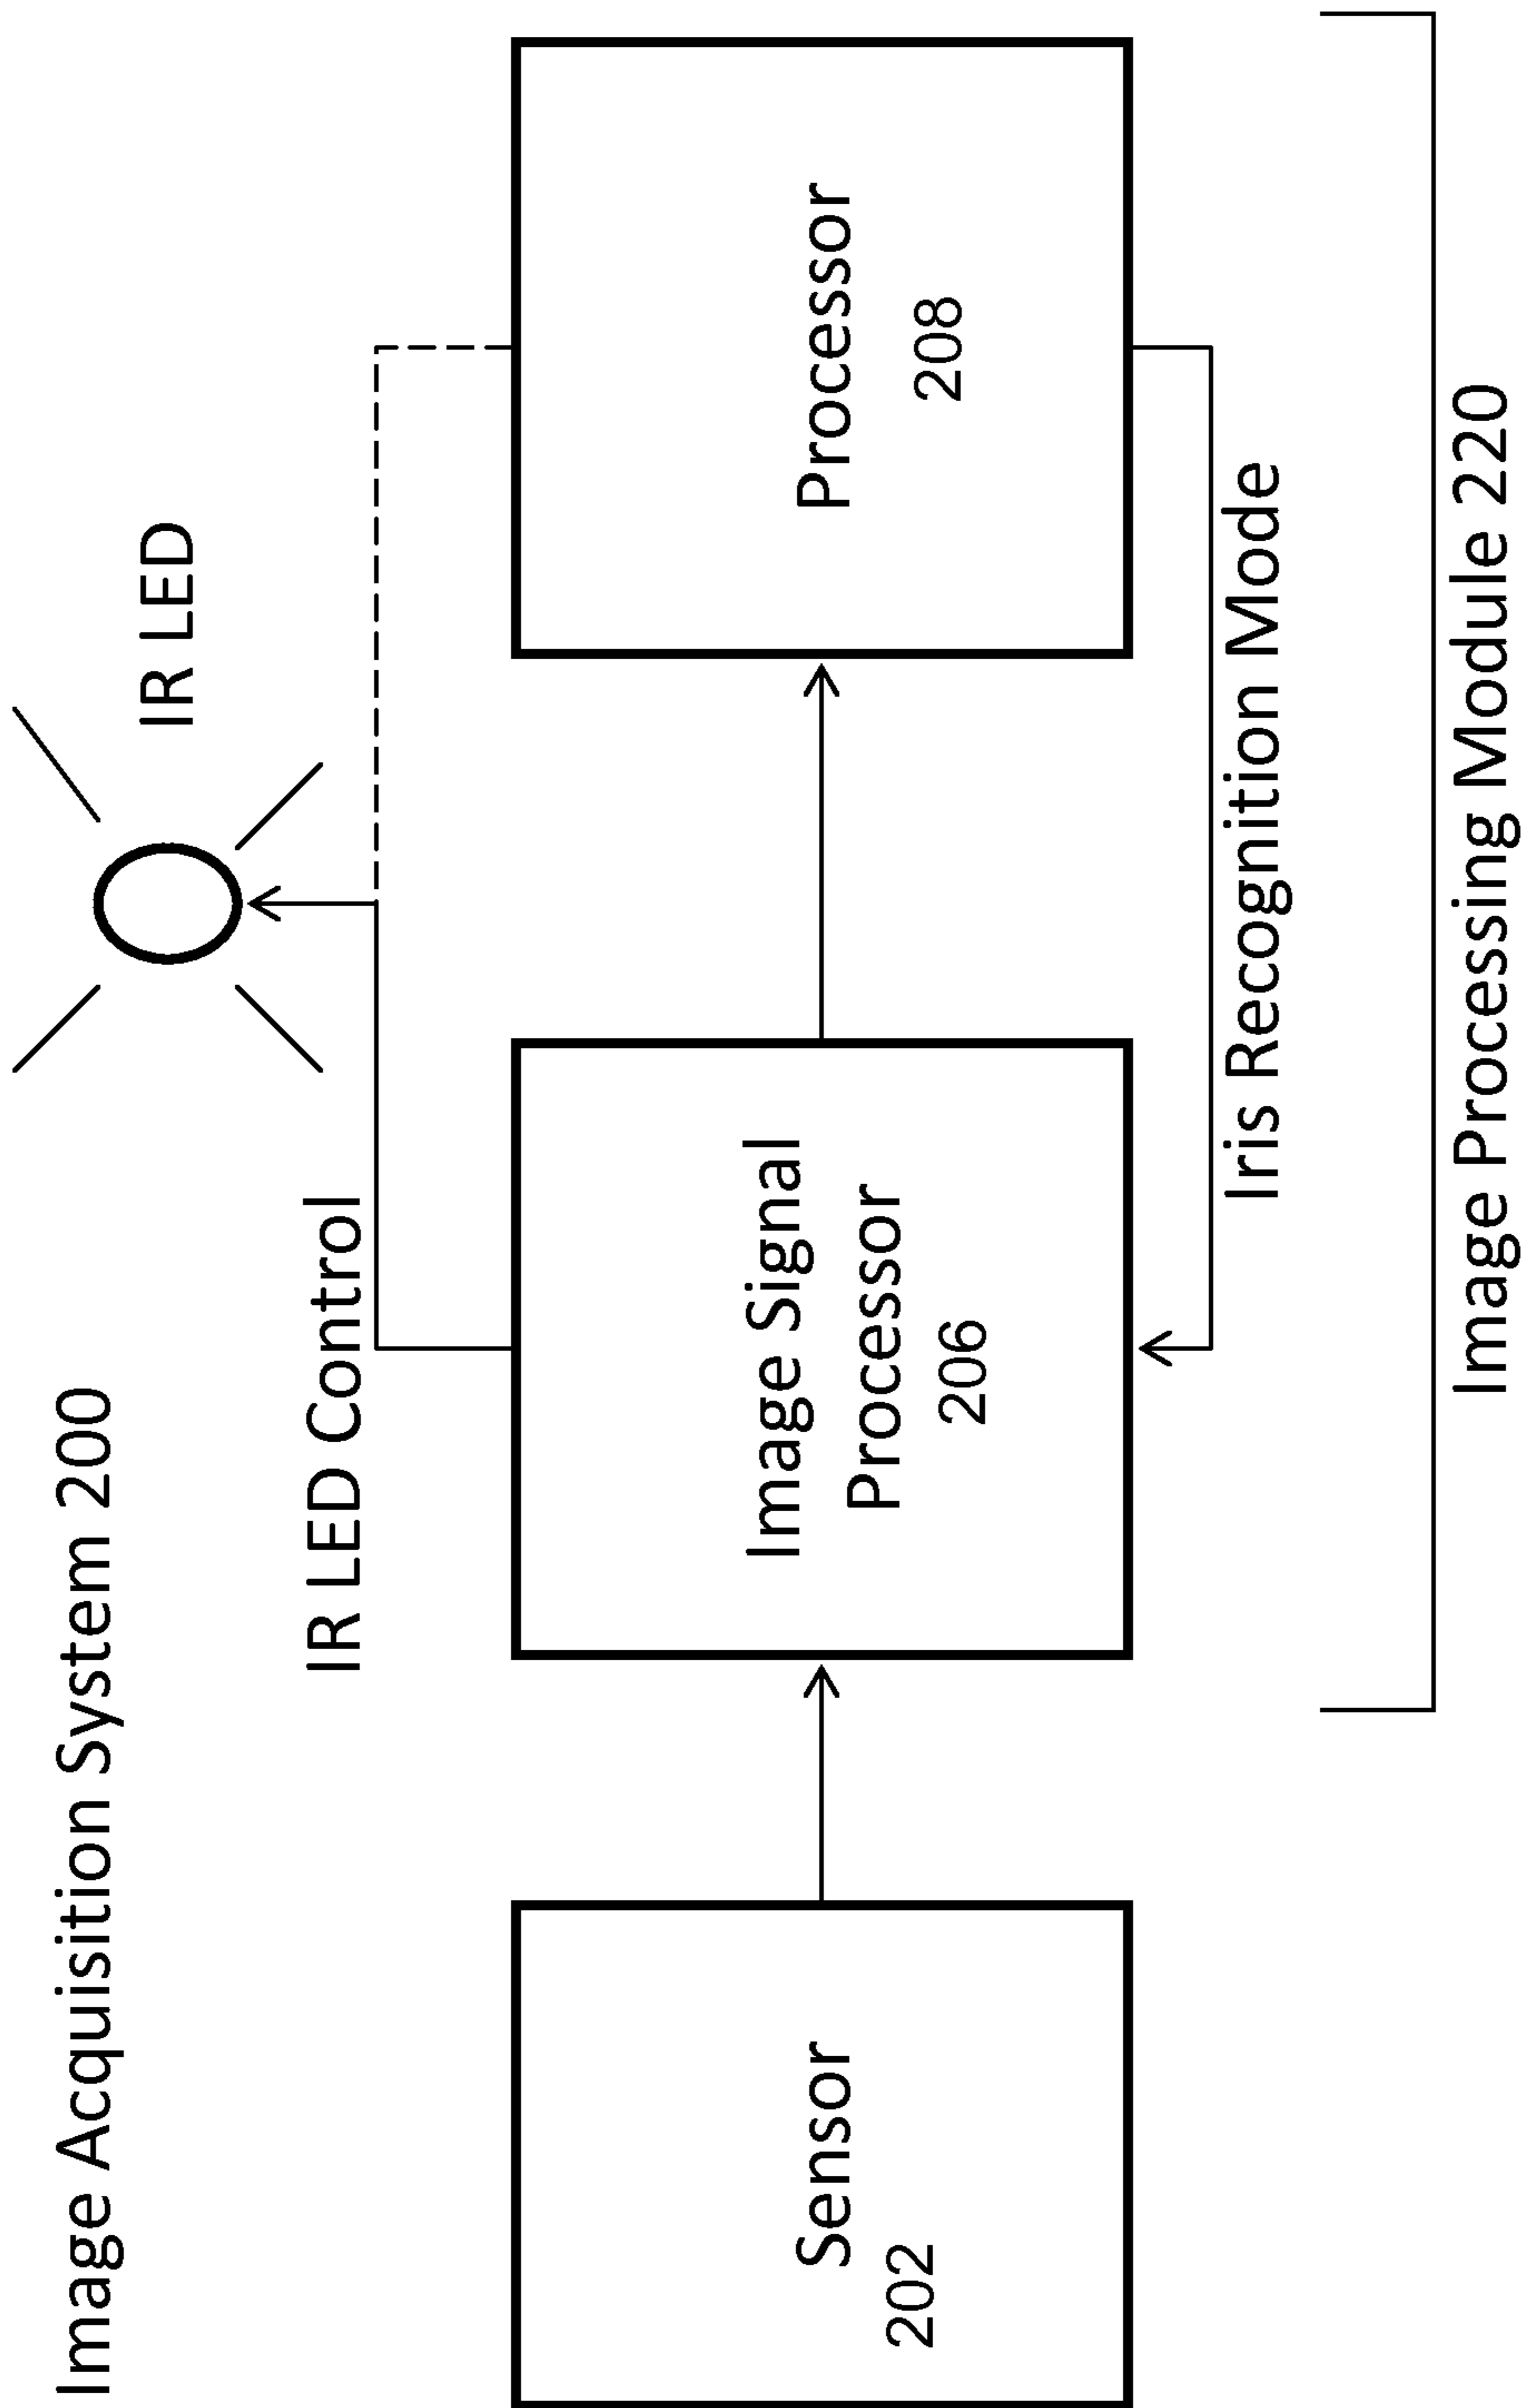 Image Acquisition System 200
IR LED
IR LED Control
Sensor
202
Image Signal
Processor
206
Processor
208
Iris Recognition Mode
Image Processing Module 220